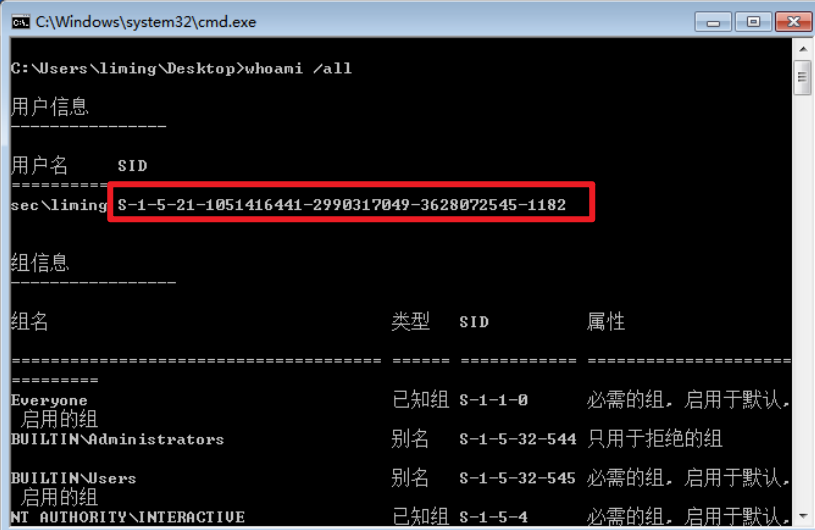 C:\Windows\system32\cmd.exe
C:\Users\liming\Desktop>whoami /all
用户信息
----------------
用户名 SID
========== 
sec\liming S-1-5-21-1051416441-2990317049-3628072545-1182
组信息
----------------
组名 类型 SID 属性
===================================== ====== ============ ====================
=========
Everyone 已知组 S-1-1-0 必需的组, 启用于默认,
启用的组
BUILTIN\Administrators 别名 S-1-5-32-544 只用于拒绝的组
BUILTIN\Users 别名 S-1-5-32-545 必需的组, 启用于默认,
启用的组
NT AUTHORITY\INTERACTIVE 已知组 S-1-5-4 必需的组, 启用于默认,